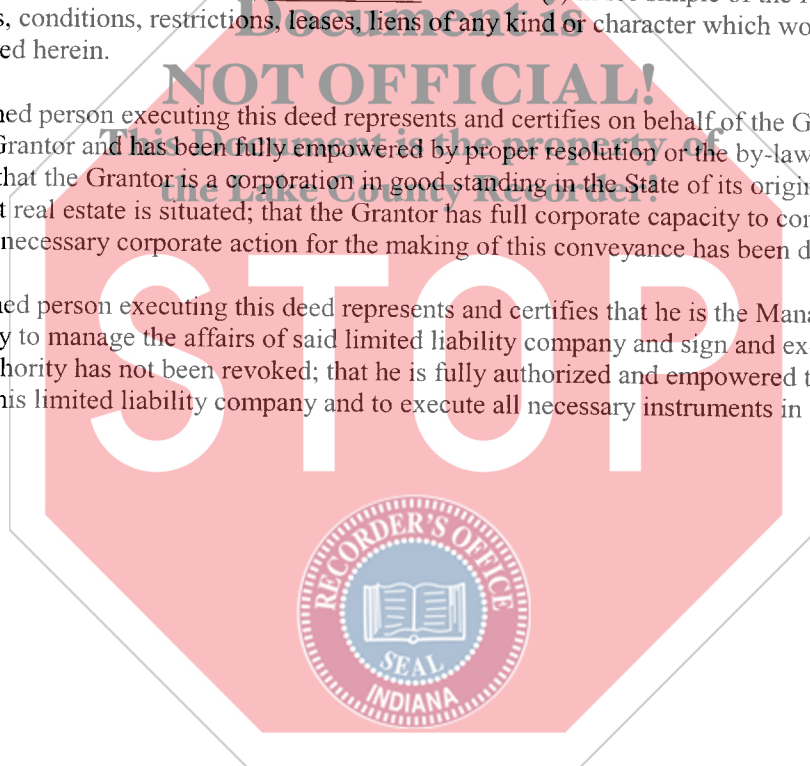 Document is
, conditions, restrictions, leases, liens of any kind or character which wo
ed herein.
NOT OFFICIAL!
ned person executing this deed represents and certifies on behalf of the G
This Document is the property of
Grantor and has been fully empowered by proper resolution or the by-law
that the Grantor is a corporation in good standing in the State of its origin
the Lake County Recorder!
t real estate is situated; that the Grantor has full corporate capacity to con
necessary corporate action for the making of this conveyance has been d
STOP
ned person executing this deed represents and certifies that he is the Mana
y to manage the affairs of said limited liability company and sign and ex
hority has not been revoked; that he is fully authorized and empowered t
his limited liability company and to execute all necessary instruments in
RECORDER'S OFFICE
SEAL
INDIANA